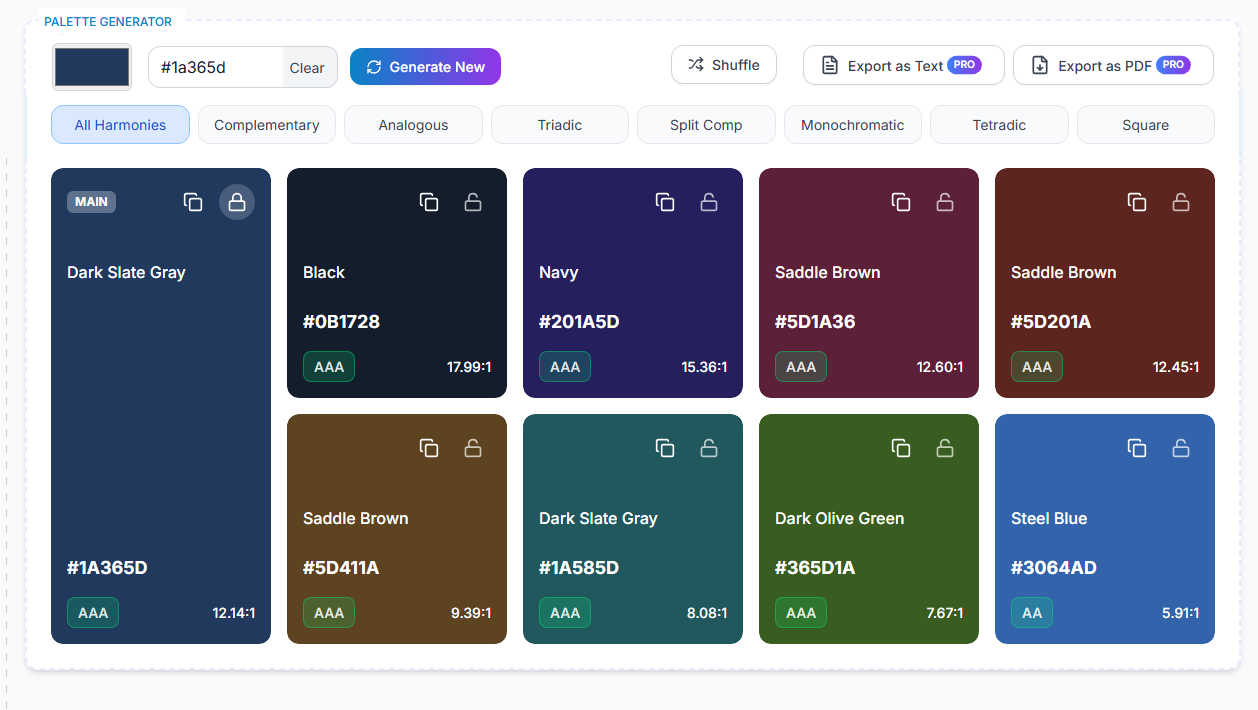 PALETTE GENERATOR
#1a365d Clear Generate New Shuffle Export as Text PRO Export as PDF PRO
All Harmonies Complementary Analogous Triadic Split Comp Monochromatic Tetradic Square
MAIN
Dark Slate Gray
#1A365D
AAA 12.14:1
Black
#0B1728
AAA 17.99:1
Navy
#201A5D
AAA 15.36:1
Saddle Brown
#5D1A36
AAA 12.60:1
Saddle Brown
#5D201A
AAA 12.45:1
Saddle Brown
#5D411A
AAA 9.39:1
Dark Slate Gray
#1A585D
AAA 8.08:1
Dark Olive Green
#365D1A
AAA 7.67:1
Steel Blue
#3064AD
AA 5.91:1